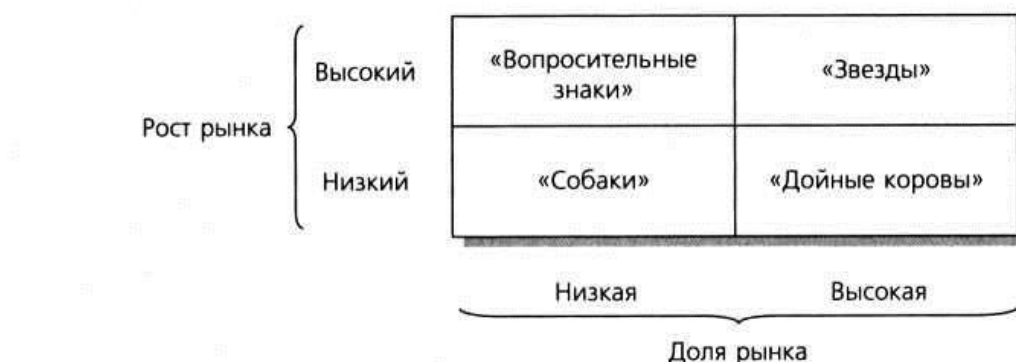 Высокий
«Вопросительные
знаки»
«Звезды»
Рост рынка
Низкий
«Собаки»
«Дойные коровы»
Низкая
Высокая
Доля рынка